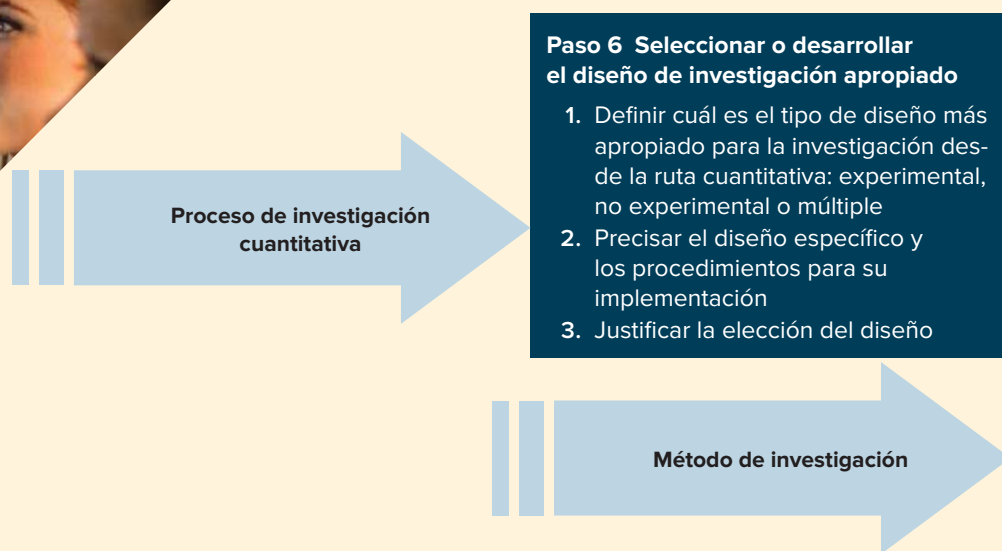 Paso 6 Seleccionar o desarrollar
el diseño de investigación apropiado
1. Definir cuál es el tipo de diseño más
apropiado para la investigación des-
de la ruta cuantitativa: experimental,
no experimental o múltiple
2. Precisar el diseño específico y
los procedimientos para su
implementación
3. Justificar la elección del diseño
Proceso de investigación
cuantitativa
Método de investigación